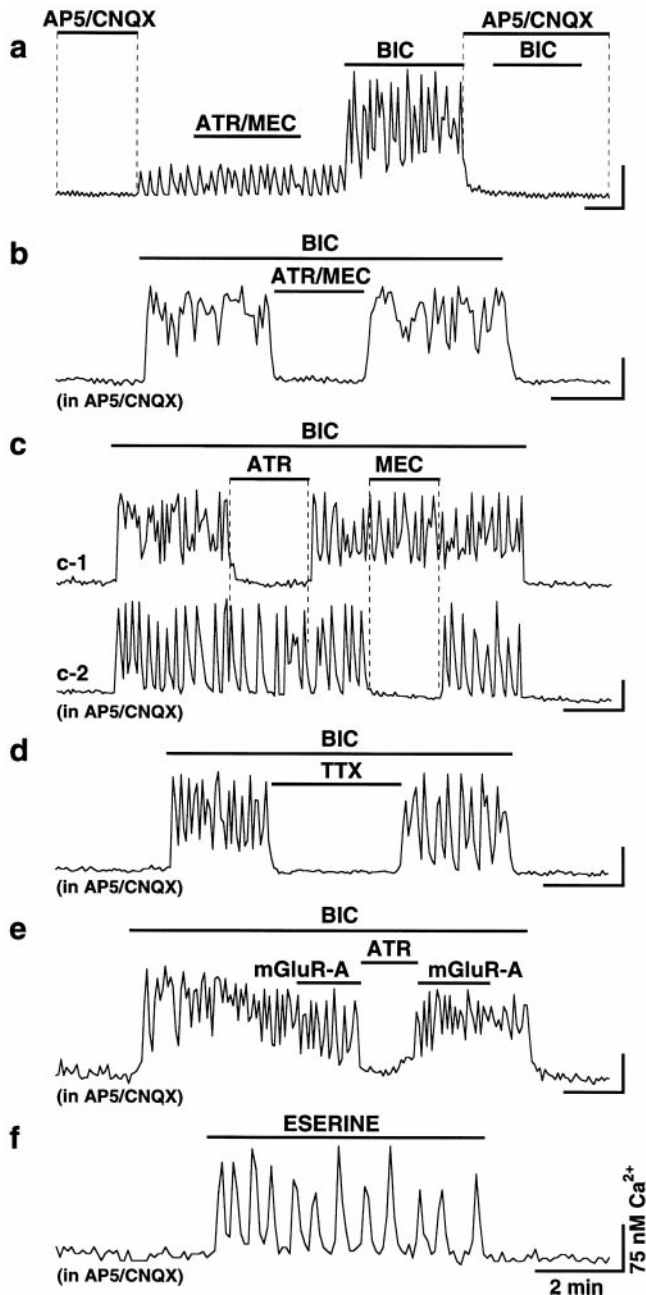 AP5/CNQX
AP5/CNQX
a
BIC
BIC
ATR/MEC
b
BIC
ATR/MEC
(in AP5/CNQX)
c
BIC
ATR
MEC
c-1
c-2
(in AP5/CNQX)
d
BIC
TTX
(in AP5/CNQX)
e
BIC
ATR
mGluR-A
mGluR-A
(in AP5/CNQX)
f
ESERINE
(in AP5/CNQX)
75 nM Ca²⁺
2 min